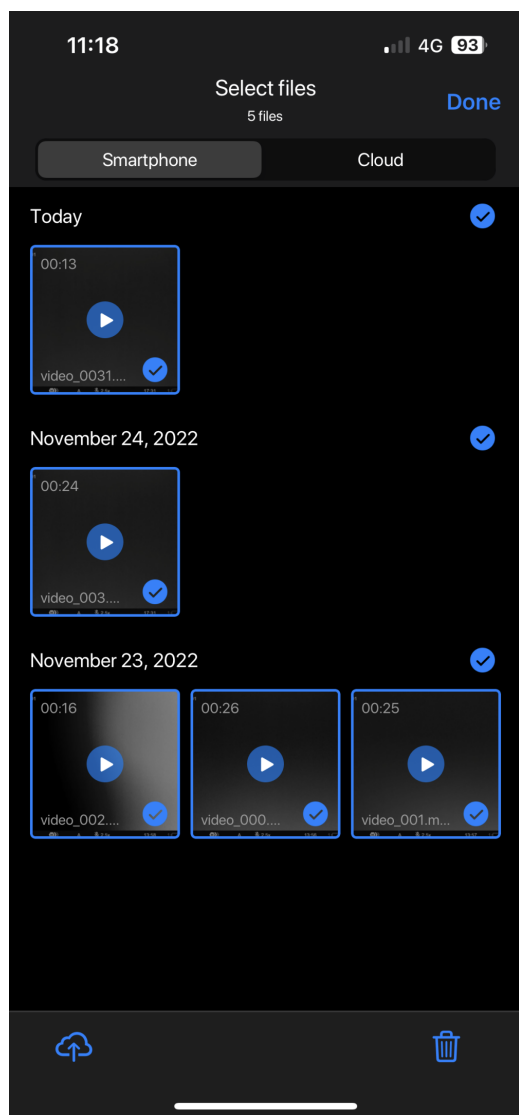 11:18 4G 93
Select files
5 files
Done
Smartphone Cloud
Today
00:13
video_0031....
November 24, 2022
00:24
video_003....
November 23, 2022
00:16 00:26 00:25
video_002.... video_000.... video_001.m...